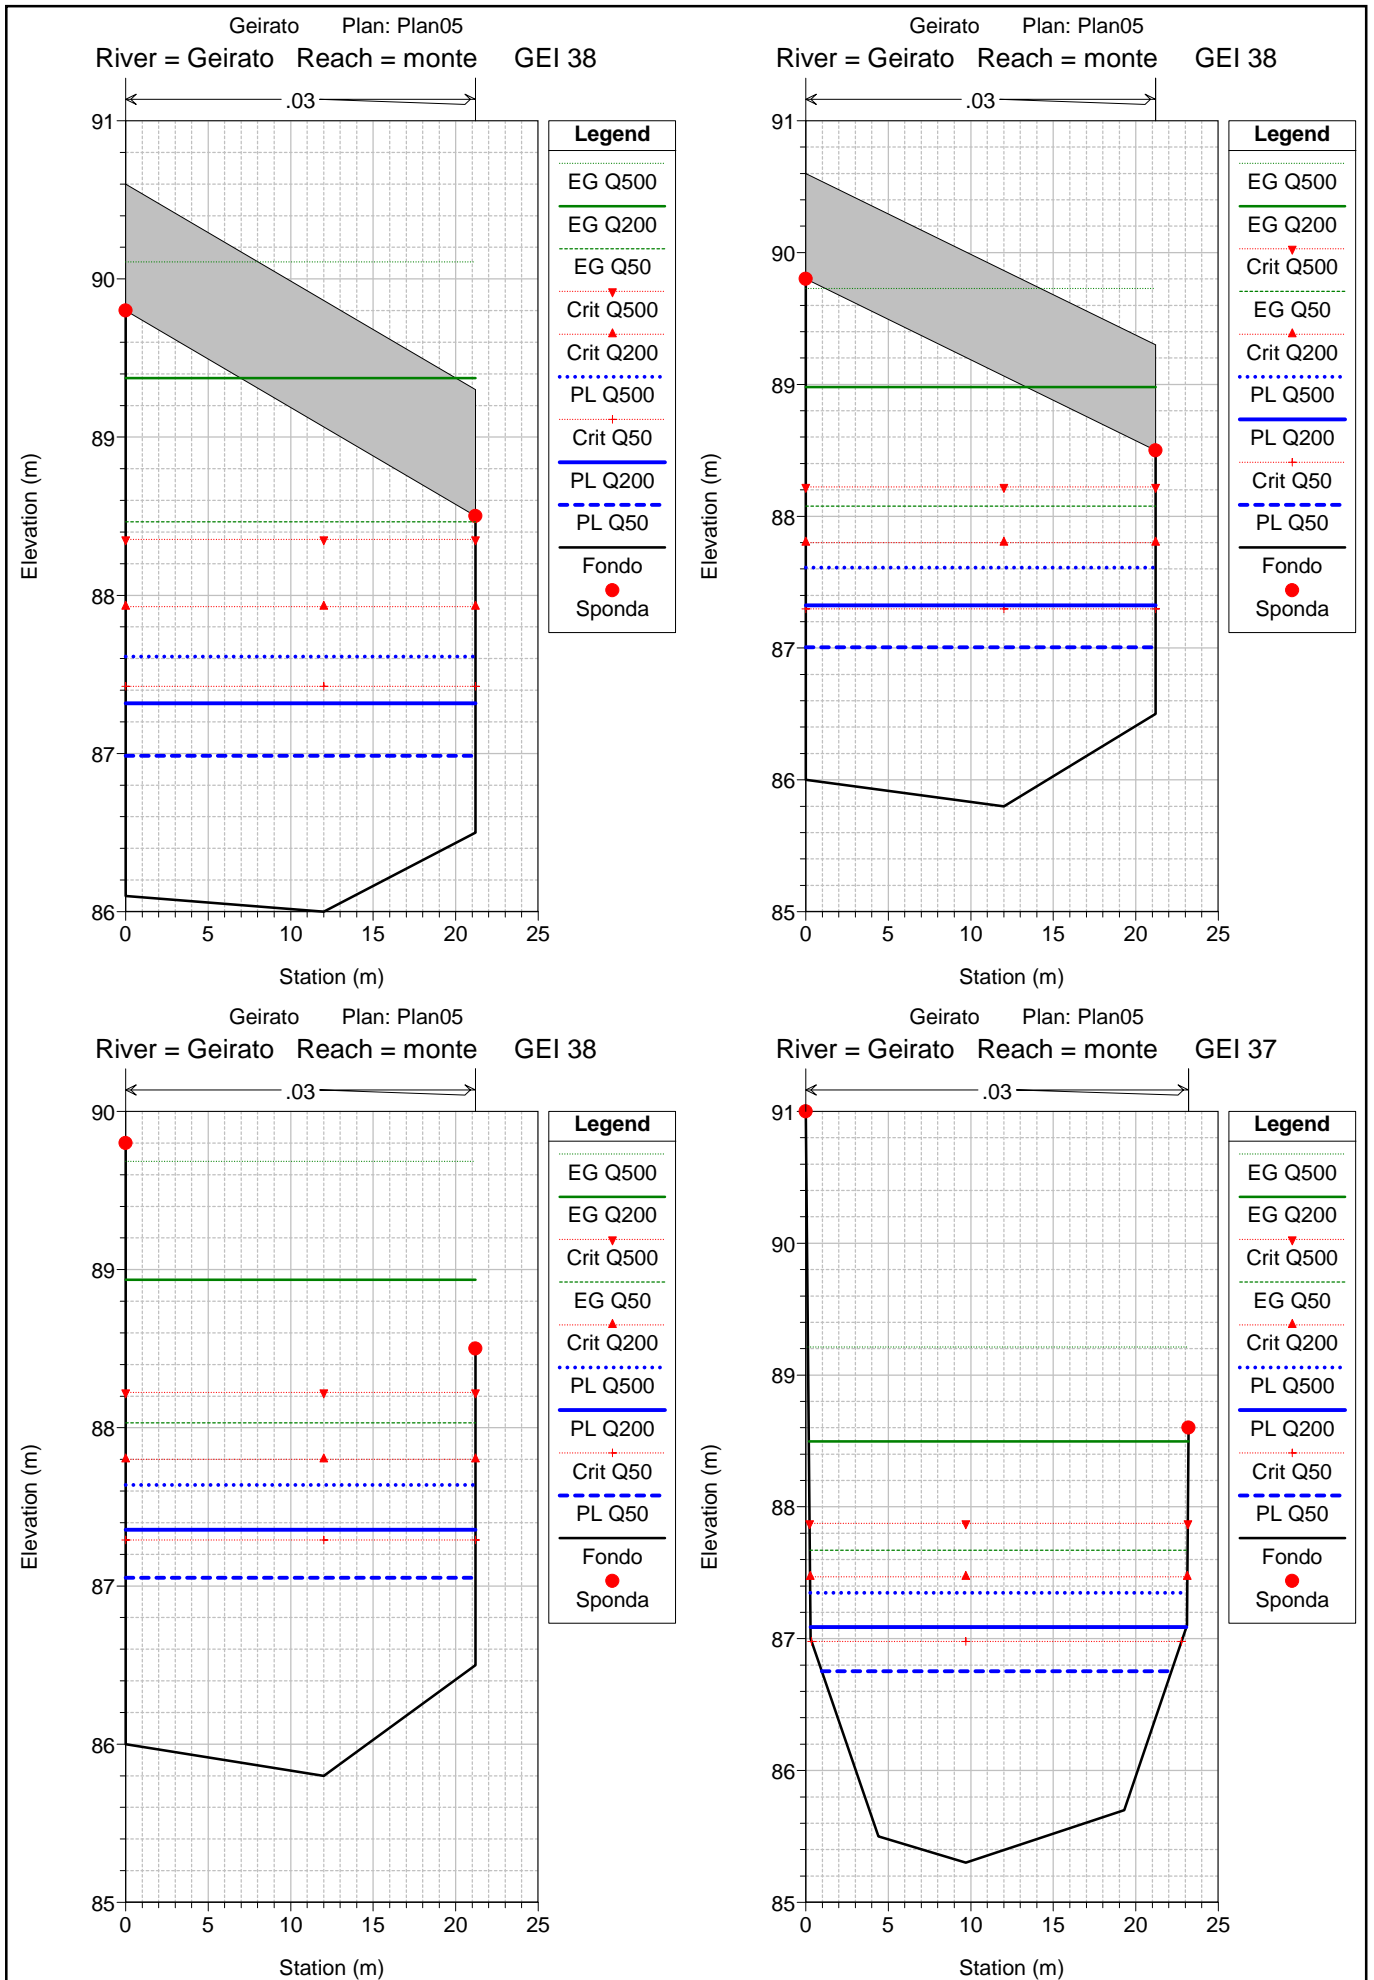 Geirato Plan: Plan05
River = Geirato Reach = monte GEI 38
.03
91
90
89
88
87
86
0 5 10 15 20 25
Elevation (m)
Station (m)
Legend
EG Q500
EG Q200
EG Q50
Crit Q500
Crit Q200
PL Q500
Crit Q50
PL Q200
PL Q50
Fondo
Sponda
Geirato Plan: Plan05
River = Geirato Reach = monte GEI 38
.03
91
90
89
88
87
86
85
0 5 10 15 20 25
Elevation (m)
Station (m)
Legend
EG Q500
EG Q200
Crit Q500
EG Q50
Crit Q200
PL Q500
PL Q200
Crit Q50
PL Q50
Fondo
Sponda
Geirato Plan: Plan05
River = Geirato Reach = monte GEI 38
.03
90
89
88
87
86
85
0 5 10 15 20 25
Elevation (m)
Station (m)
Legend
EG Q500
EG Q200
Crit Q500
EG Q50
Crit Q200
PL Q500
PL Q200
Crit Q50
PL Q50
Fondo
Sponda
Geirato Plan: Plan05
River = Geirato Reach = monte GEI 37
.03
91
90
89
88
87
86
85
0 5 10 15 20 25
Elevation (m)
Station (m)
Legend
EG Q500
EG Q200
Crit Q500
EG Q50
Crit Q200
PL Q500
PL Q200
Crit Q50
PL Q50
Fondo
Sponda